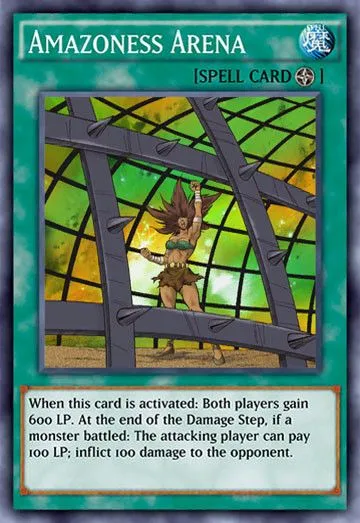 Amazoness Arena
[SPELL CARD]
When this card is activated: Both players gain
600 LP. At the end of the Damage Step, if a
monster battled: The attacking player can pay
100 LP; inflict 100 damage to the opponent.